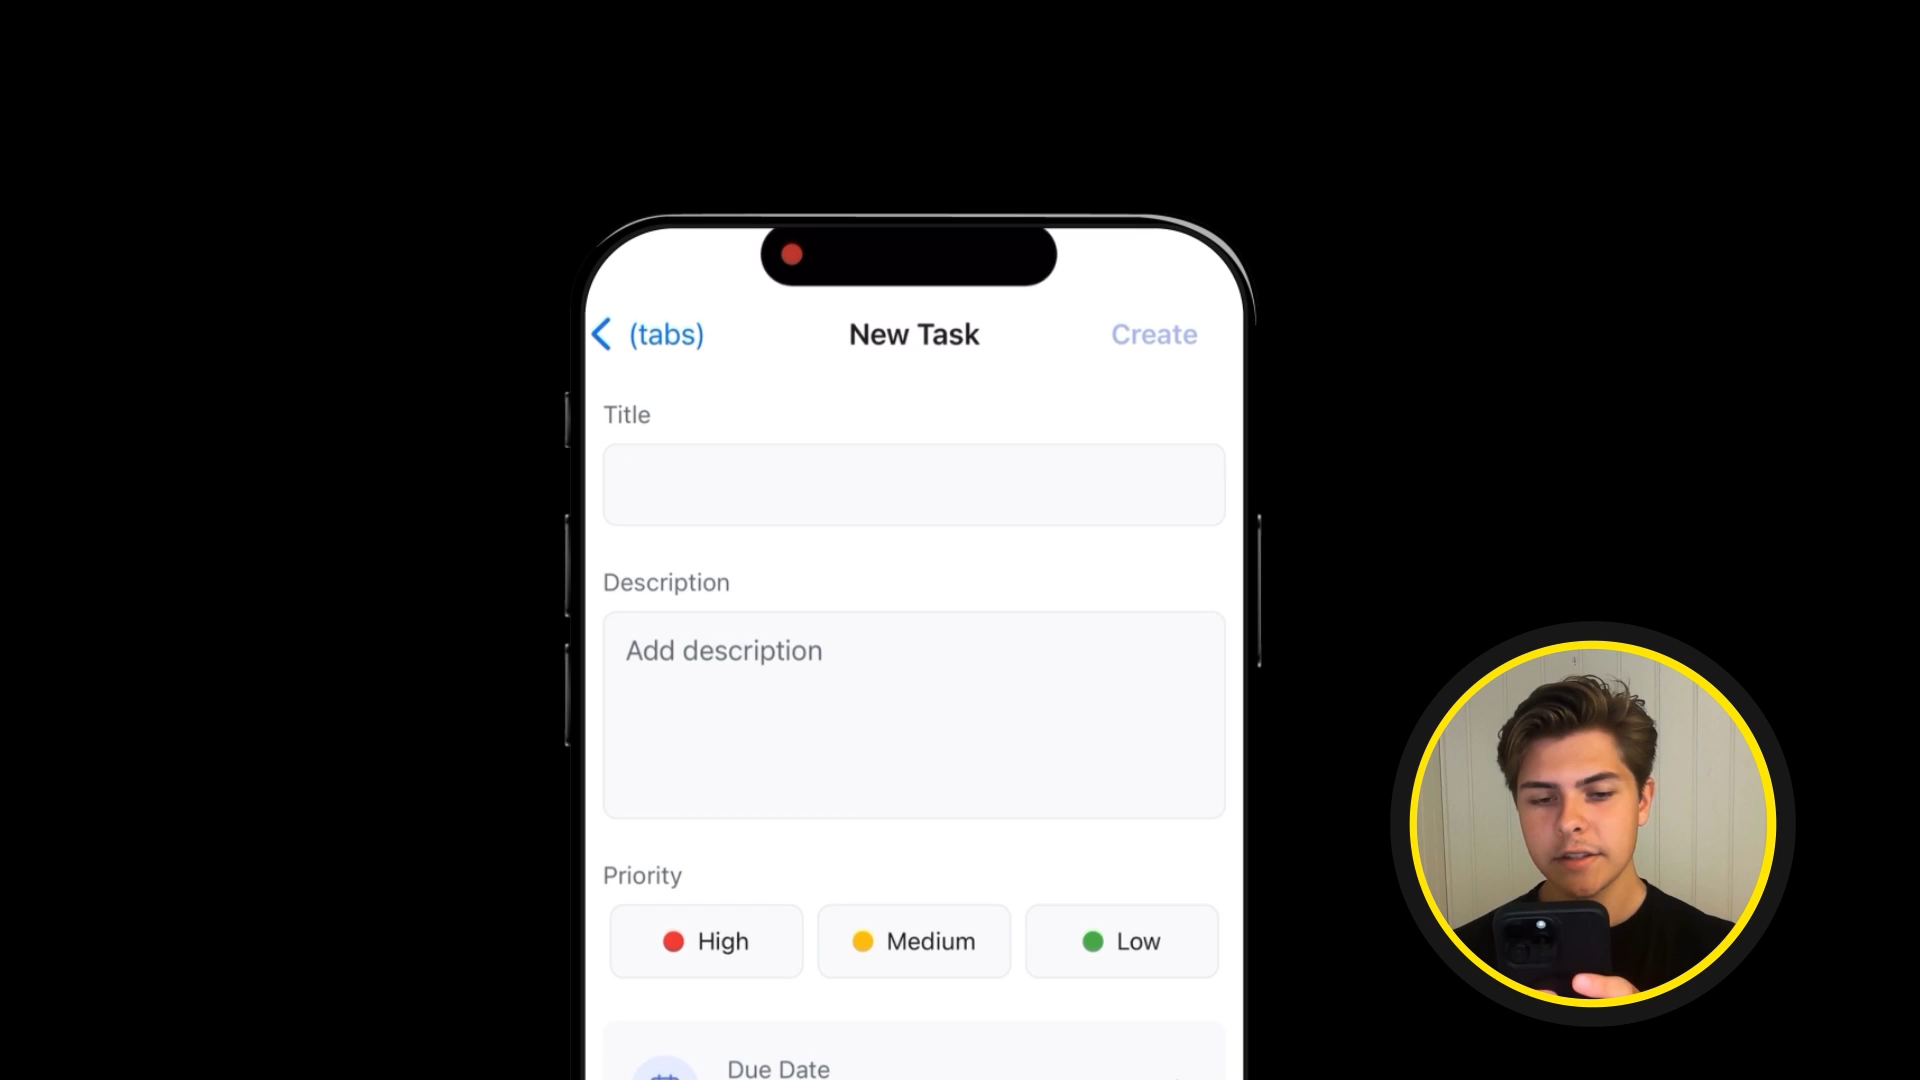 (tabs) New Task Create
Title
Description
Add description
Priority
High Medium Low
Due Date